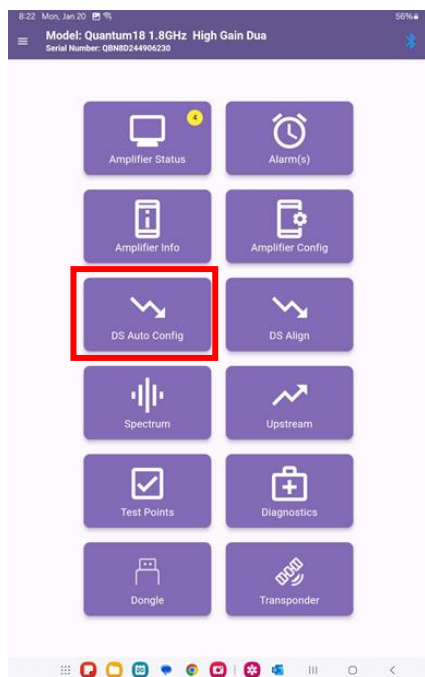 8:22 Mon, Jan 20 56%
Model: Quantum18 1.8GHz High Gain Dua
Serial Number: QBN8D244906230
4
Amplifier Status
Alarm(s)
Amplifier Info
Amplifier Config
DS Auto Config
DS Align
Spectrum
Upstream
Test Points
Diagnostics
Dongle
Transponder
20